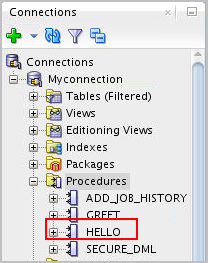 Connections
Connections
Myconnection
Tables (Filtered)
Views
Editioning Views
Indexes
Packages
Procedures
ADD_JOB_HISTORY
GREET
HELLO
SECURE_DML